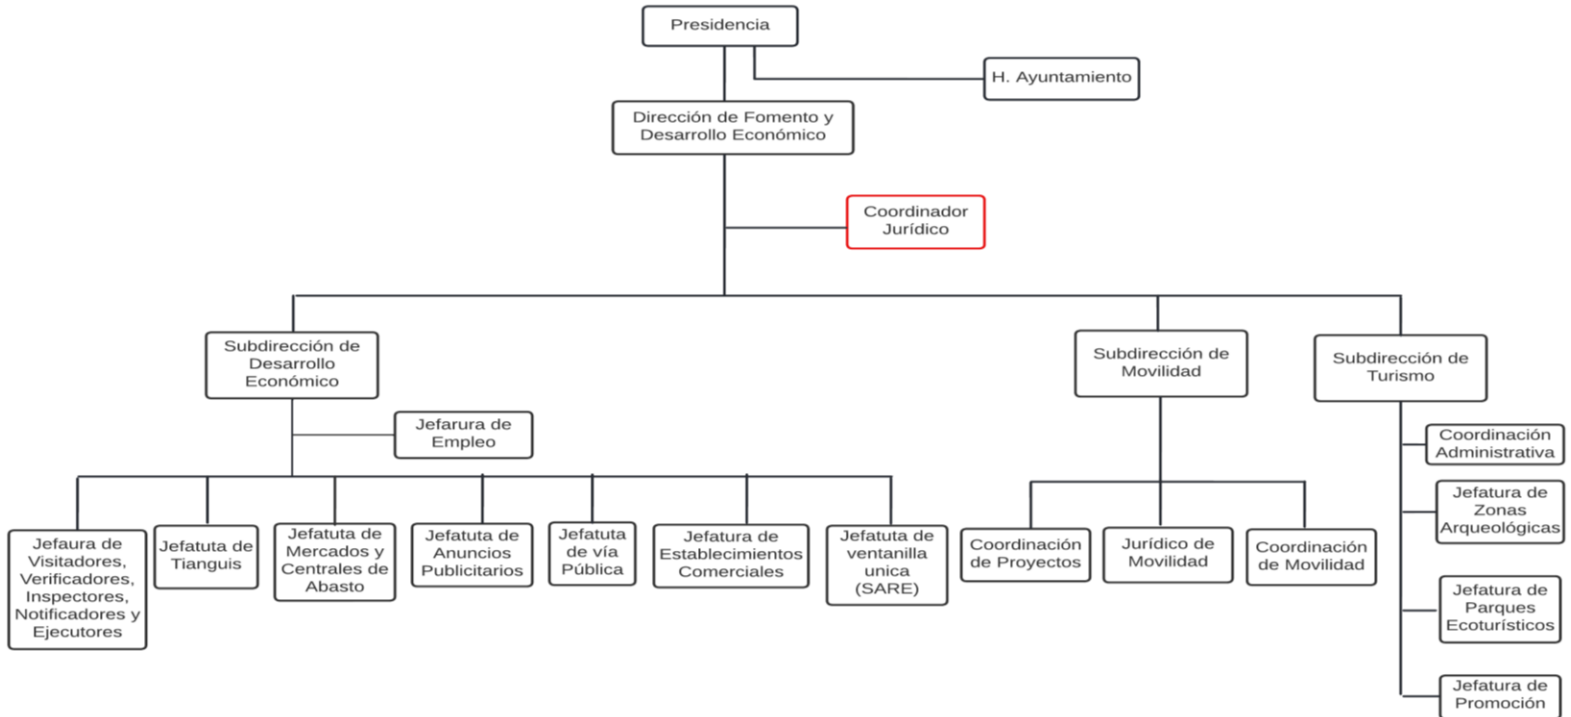 Presidencia
H. Ayuntamiento
Dirección de Fomento y
Desarrollo Económico
Coordinador
Jurídico
Subdirección de
Desarrollo
Económico
Subdirección de
Movilidad
Subdirección de
Turismo
Jefarura de
Empleo
Jefaura de
Visitadores,
Verificadores,
Inspectores,
Notificadores y
Ejecutores
Jefatuta de
Tianguis
Jefatuta de
Mercados y
Centrales de
Abasto
Jefatuta de
Anuncios
Publicitarios
Jefatuta
de vía
Pública
Jefatura de
Establecimientos
Comerciales
Jefatuta de
ventanilla
unica
(SARE)
Coordinación
de Proyectos
Jurídico de
Movilidad
Coordinación
de Movilidad
Coordinación
Administrativa
Jefatura de
Zonas
Arqueológicas
Jefatura de
Parques
Ecoturísticos
Jefatura de
Promoción